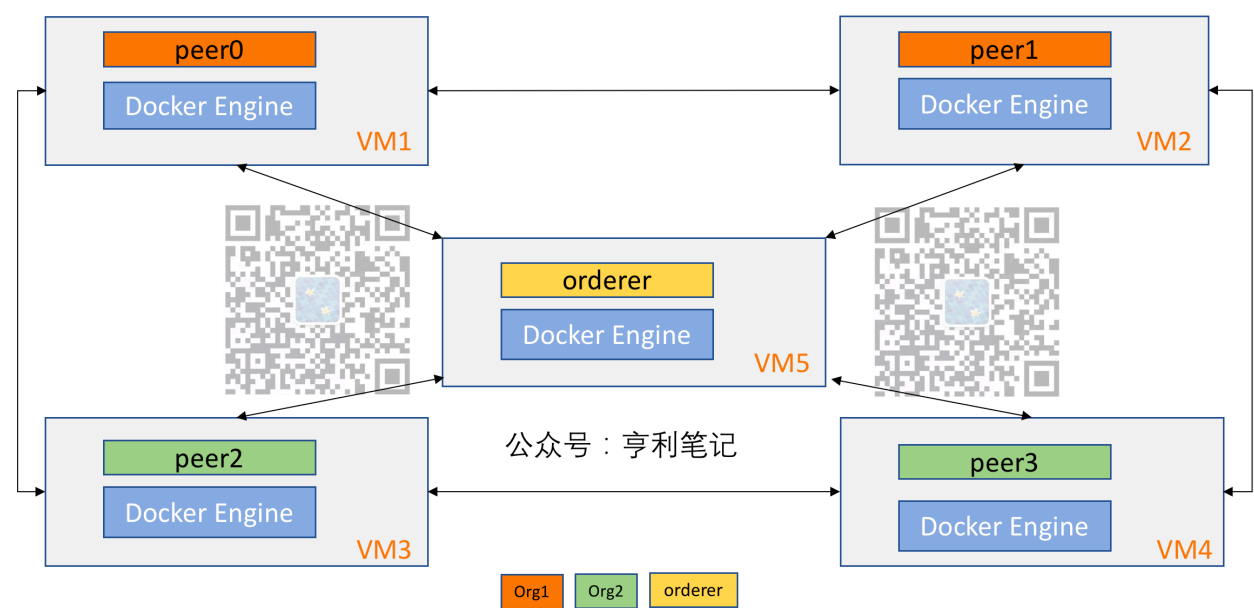 peer0
Docker Engine
VM1
peer1
Docker Engine
VM2
orderer
Docker Engine
VM5
公众号：亨利笔记
peer2
Docker Engine
VM3
peer3
Docker Engine
VM4
Org1
Org2
orderer